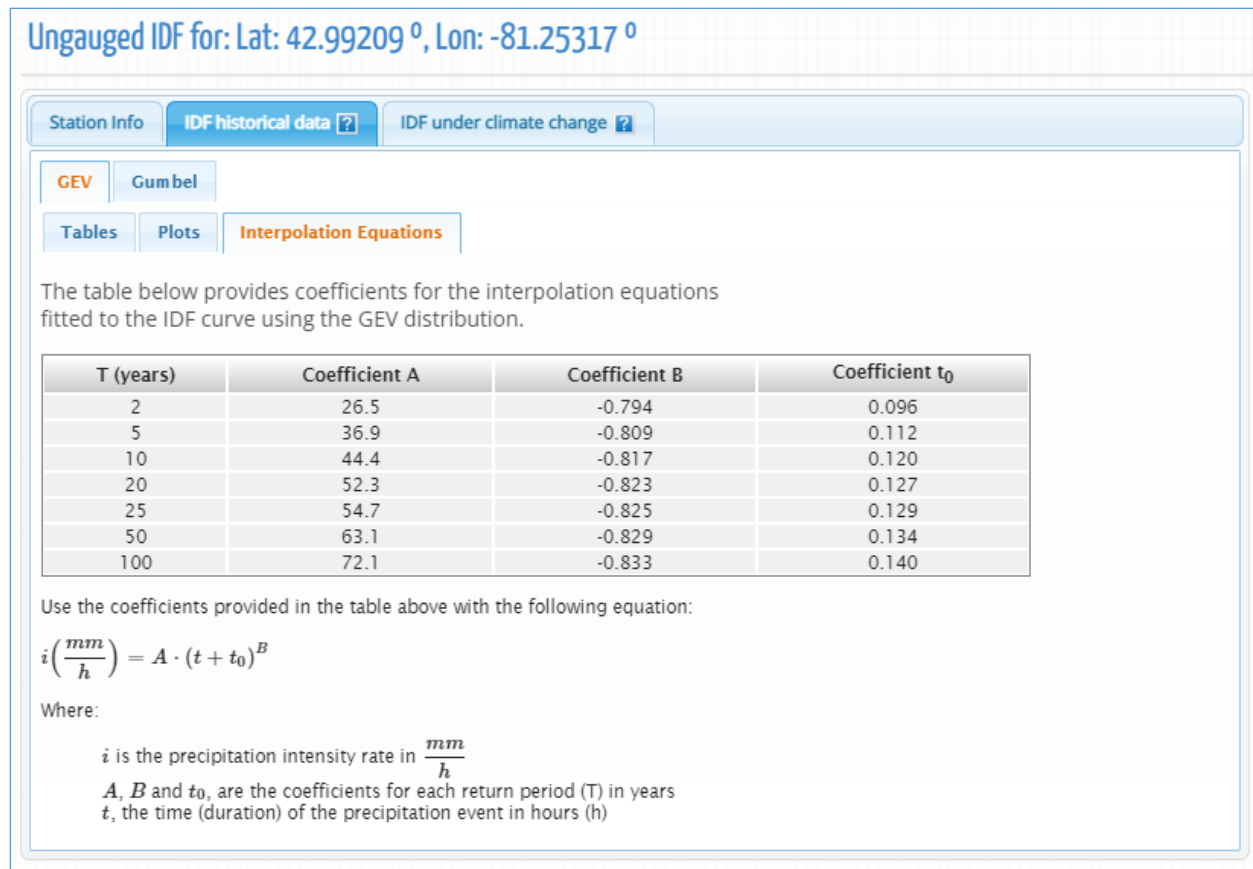 Ungauged IDF for: Lat: 42.99209 º, Lon: -81.25317 º
Station Info IDF historical data ? IDF under climate change ?
GEV Gumbel
Tables Plots Interpolation Equations
The table below provides coefficients for the interpolation equations
fitted to the IDF curve using the GEV distribution.
T (years) Coefficient A Coefficient B Coefficient t₀
2 26.5 -0.794 0.096
5 36.9 -0.809 0.112
10 44.4 -0.817 0.120
20 52.3 -0.823 0.127
25 54.7 -0.825 0.129
50 63.1 -0.829 0.134
100 72.1 -0.833 0.140
Use the coefficients provided in the table above with the following equation:
i(mm/h) = A · (t + t₀)^B
Where:
i is the precipitation intensity rate in mm/h
A, B and t₀, are the coefficients for each return period (T) in years
t, the time (duration) of the precipitation event in hours (h)